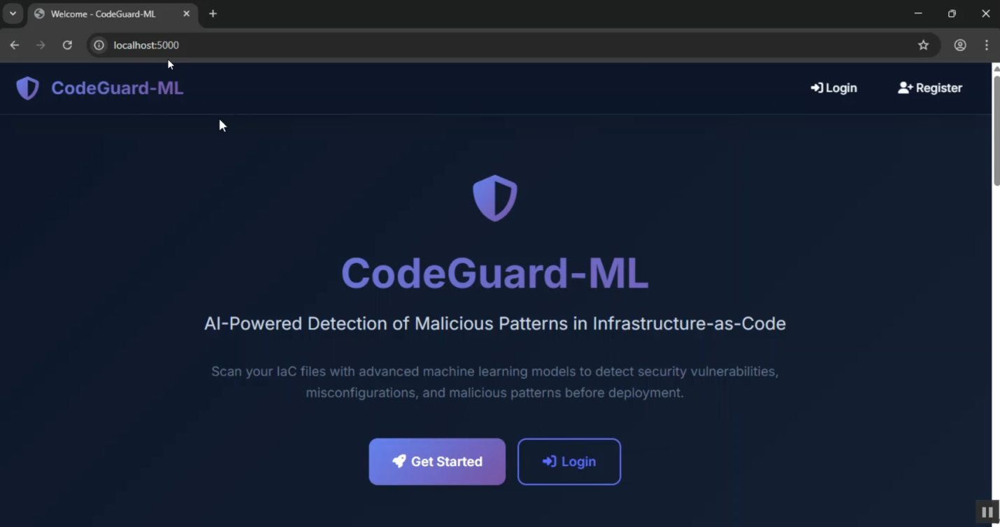 Welcome - CodeGuard-ML
localhost:5000
CodeGuard-ML
Login
Register
CodeGuard-ML
AI-Powered Detection of Malicious Patterns in Infrastructure-as-Code
Scan your IaC files with advanced machine learning models to detect security vulnerabilities,
misconfigurations, and malicious patterns before deployment.
Get Started
Login